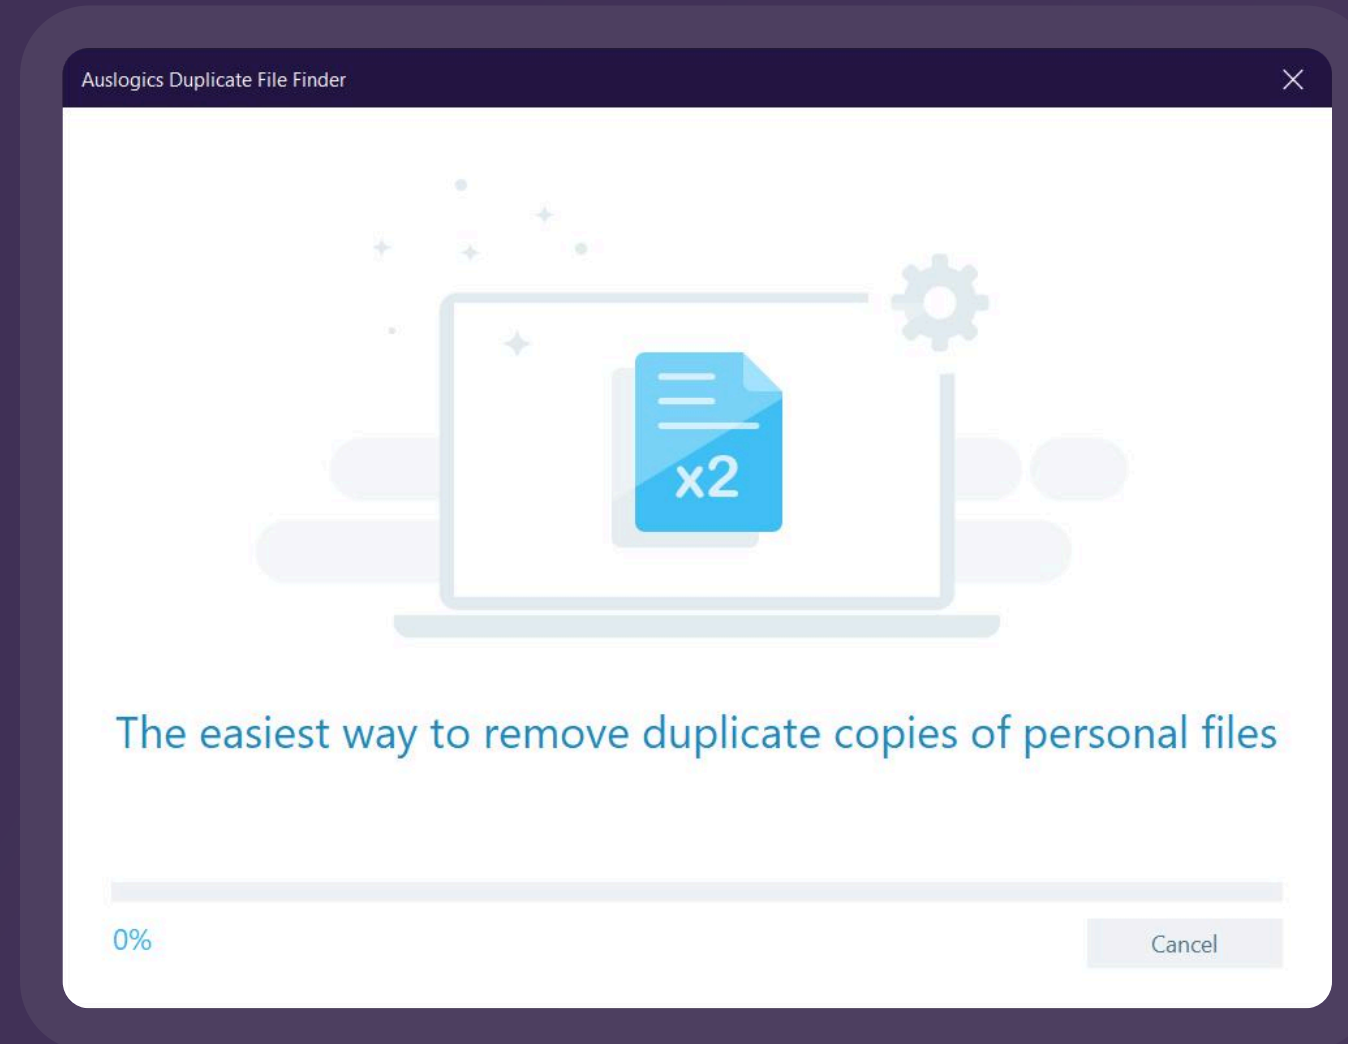 Auslogics Duplicate File Finder
x2
The easiest way to remove duplicate copies of personal files
0%
Cancel